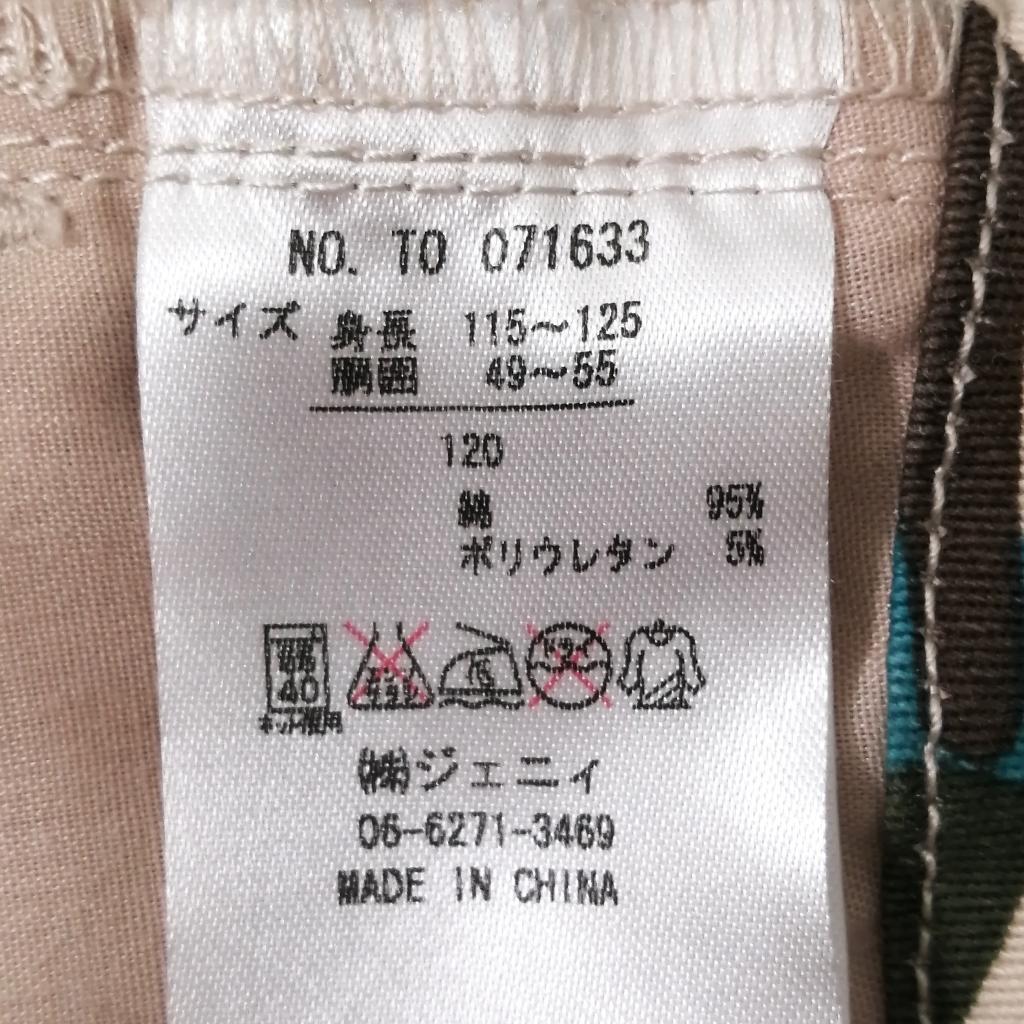 NO. TO 071633
サイズ 身長 115～125
胴囲 49～55
120
綿 95%
ポリウレタン 5%
40
ネット使用
㈱ジェニィ
06-6271-3469
MADE IN CHINA